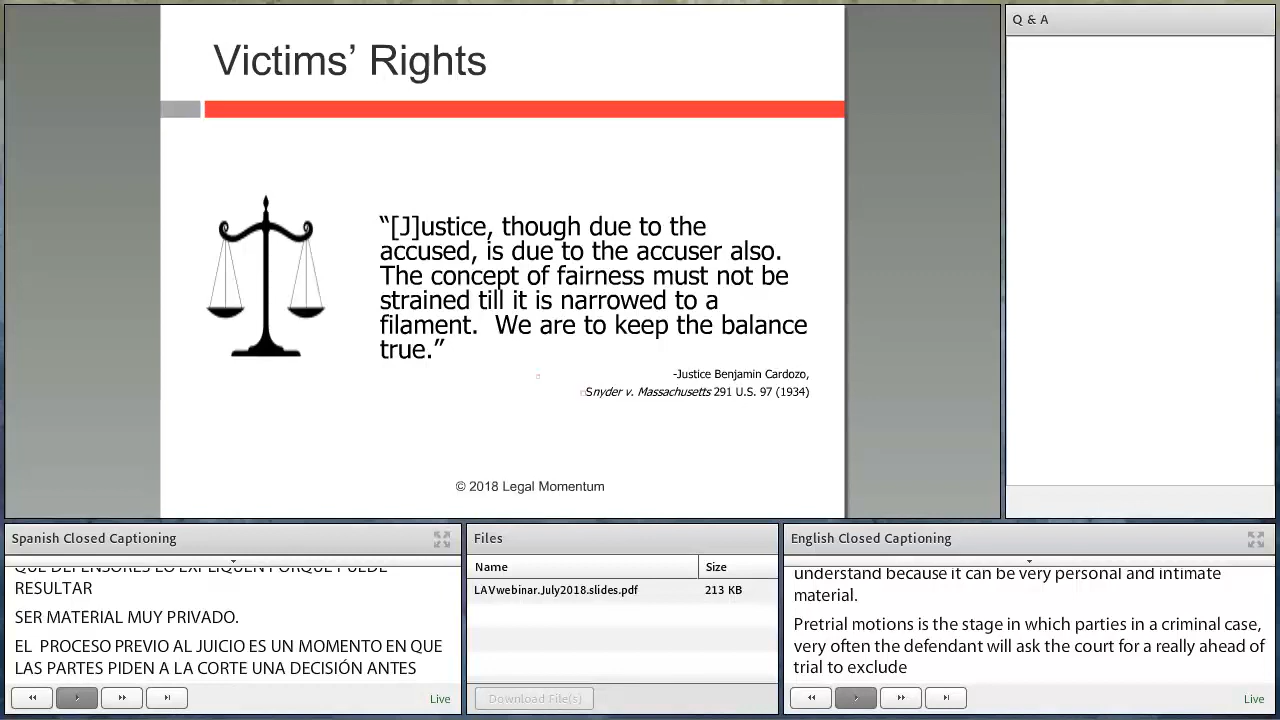 Victims’ Rights
“[J]ustice, though due to the
accused, is due to the accuser also.
The concept of fairness must not be
strained till it is narrowed to a
filament.  We are to keep the balance
true.”
-Justice Benjamin Cardozo,
Snyder v. Massachusetts 291 U.S. 97 (1934)
© 2018 Legal Momentum
Q & A
Spanish Closed Captioning
QUE DEFENSORES LO EXPLIQUEN PORQUE PUEDE
RESULTAR
SER MATERIAL MUY PRIVADO.
EL  PROCESO PREVIO AL JUICIO ES UN MOMENTO EN QUE
LAS PARTES PIDEN A LA CORTE UNA DECISIÓN ANTES
Live
Files
Name Size
LAVwebinar.July2018.slides.pdf 213 KB
Download File(s)
English Closed Captioning
understand because it can be very personal and intimate
material.
Pretrial motions is the stage in which parties in a criminal case,
very often the defendant will ask the court for a really ahead of
trial to exclude
Live